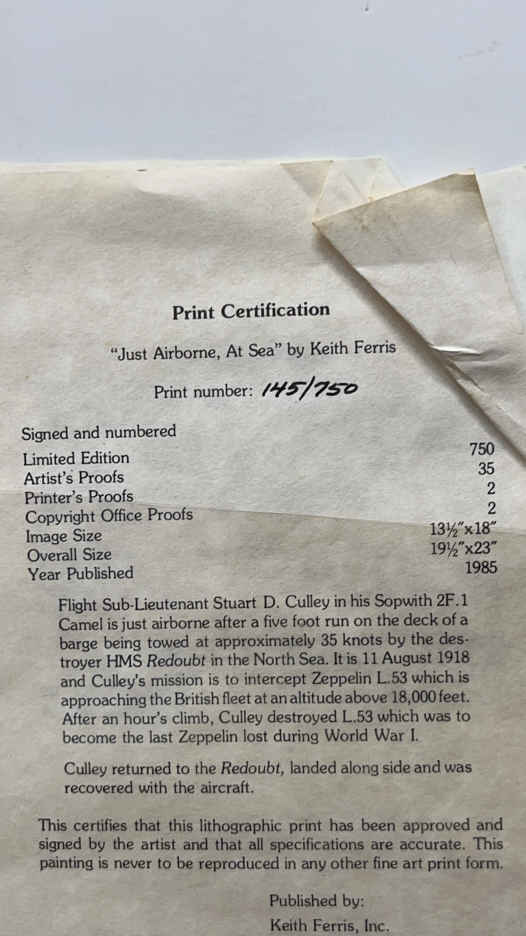 Print Certification
"Just Airborne, At Sea" by Keith Ferris
Print number: 145/750
Signed and numbered
Limited Edition 750
Artist's Proofs 35
Printer's Proofs 2
Copyright Office Proofs 2
Image Size 13½"x18"
Overall Size 19½"x23"
Year Published 1985
Flight Sub-Lieutenant Stuart D. Culley in his Sopwith 2F.1
Camel is just airborne after a five foot run on the deck of a
barge being towed at approximately 35 knots by the des-
troyer HMS Redoubt in the North Sea. It is 11 August 1918
and Culley's mission is to intercept Zeppelin L.53 which is
approaching the British fleet at an altitude above 18,000 feet.
After an hour's climb, Culley destroyed L.53 which was to
become the last Zeppelin lost during World War I.
Culley returned to the Redoubt, landed along side and was
recovered with the aircraft.
This certifies that this lithographic print has been approved and
signed by the artist and that all specifications are accurate. This
painting is never to be reproduced in any other fine art print form.
Published by:
Keith Ferris, Inc.